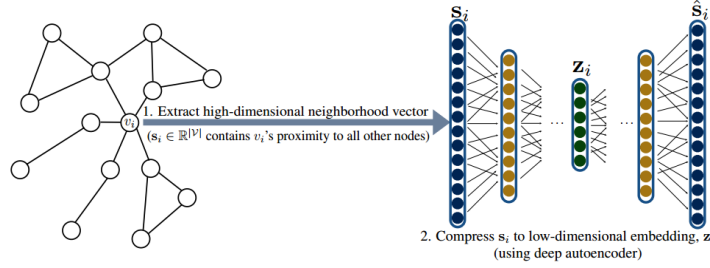 s_i
ŝ_i
z_i
1. Extract high-dimensional neighborhood vector
v_i
(s_i ∈ ℝ^|𝒱| contains v_i's proximity to all other nodes)
...
...
2. Compress s_i to low-dimensional embedding, z
(using deep autoencoder)